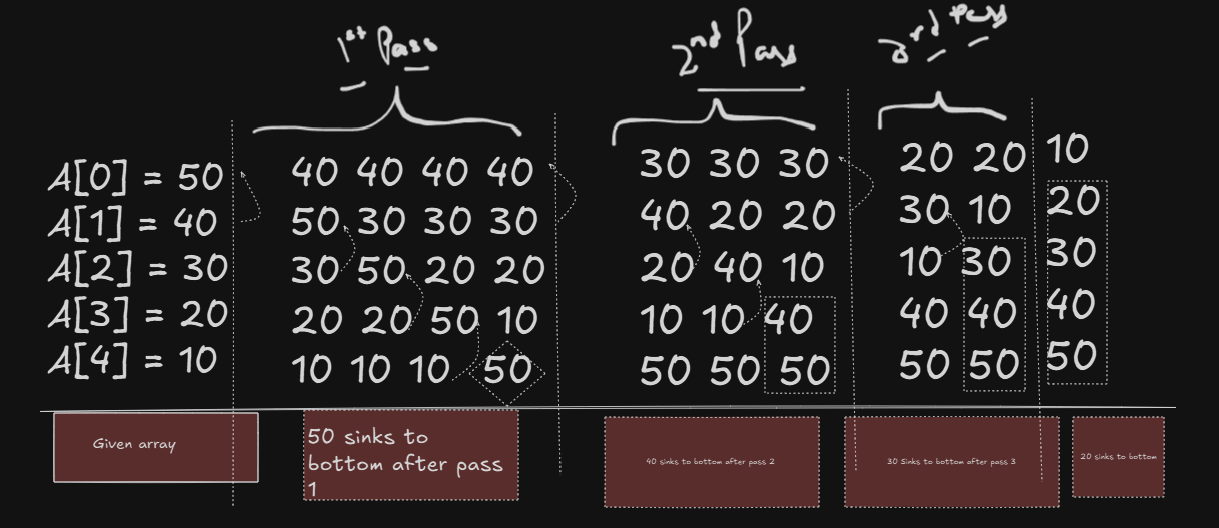 1st Pass 2nd Pass 3rd Pass
A[0] = 50 40 40 40 40 30 30 30 20 20 10
A[1] = 40 50 30 30 30 40 20 20 30 10 20
A[2] = 30 30 50 20 20 20 40 10 10 30 30
A[3] = 20 20 20 50 10 10 10 40 40 40 40
A[4] = 10 10 10 10 50 50 50 50 50 50 50
Given array
50 sinks to
bottom after pass
1
40 sinks to bottom after pass 2
30 Sinks to bottom after pass 3
20 sinks to bottom